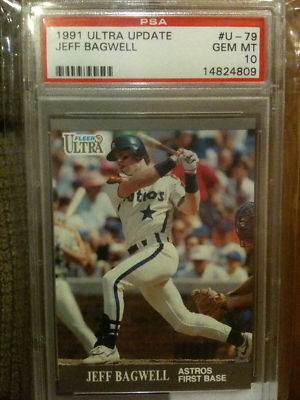 PSA
1991 ULTRA UPDATE #U-79
JEFF BAGWELL GEM MT
10
14824809
FLEER
ULTRA
Astros
JEFF BAGWELL
ASTROS
FIRST BASE